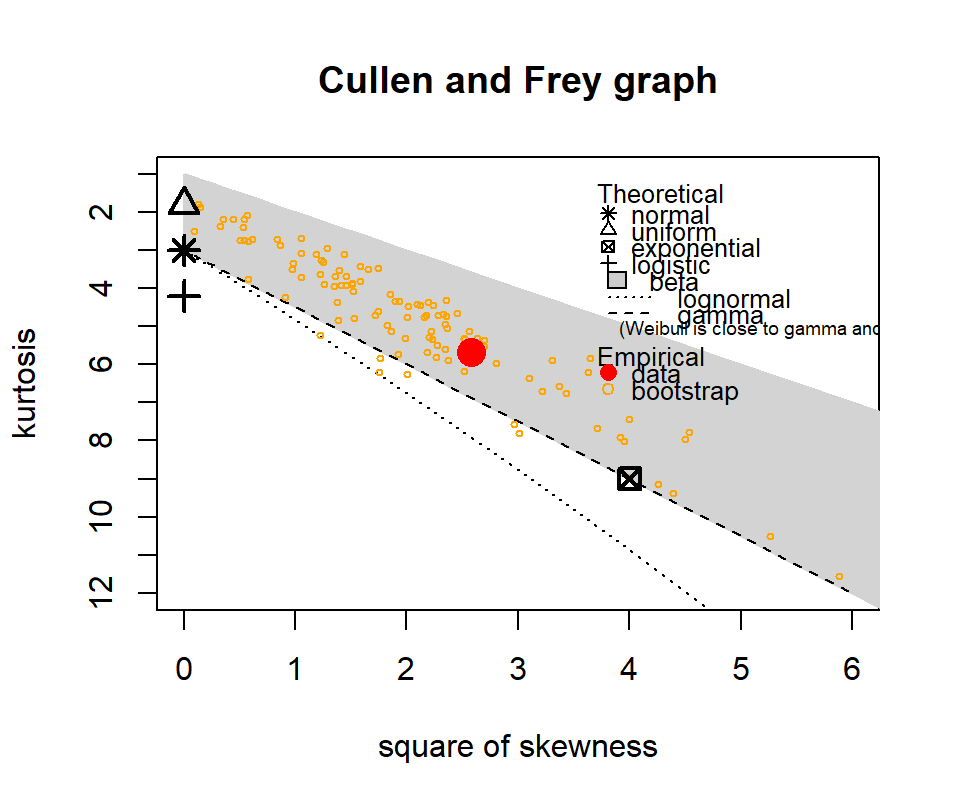 Cullen and Frey graph
kurtosis
2
4
6
8
10
12
Theoretical
normal
uniform
exponential
logistic
beta
lognormal
gamma
(Weibull is close to gamma and
Empirical
data
bootstrap
0 1 2 3 4 5 6
square of skewness